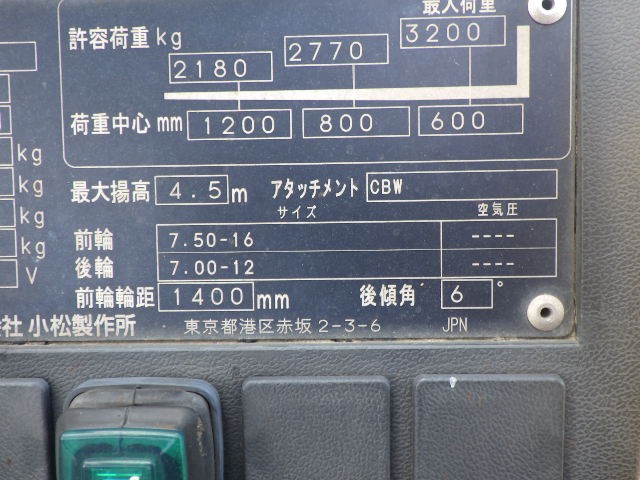 最大荷重
許容荷重 kg 2180 2770 3200
荷重中心 mm 1200 800 600
kg
kg
kg
kg
V
最大揚高 4.5 m アタッチメント CBW
サイズ 空気圧
前輪 7.50-16 ----
後輪 7.00-12 ----
前輪輪距 1400 mm 後傾角 6 °
会社 小松製作所 東京都港区赤坂 2-3-6 JPN